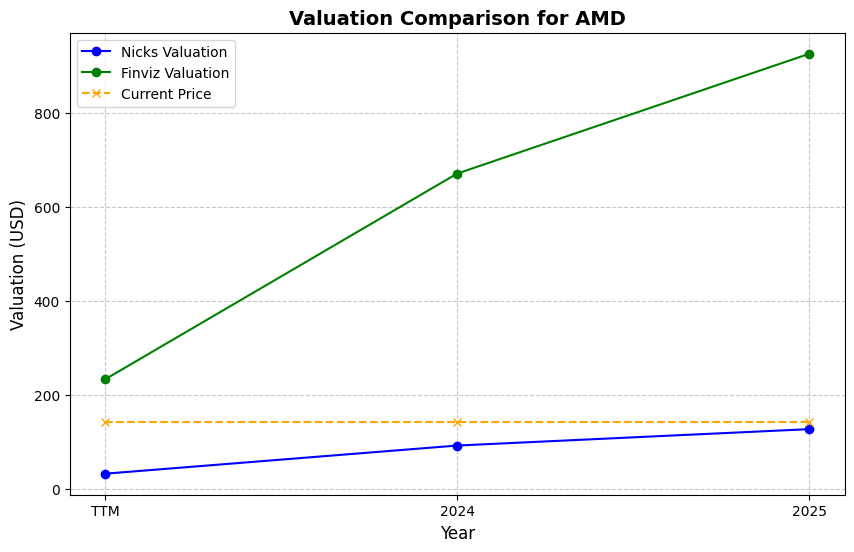 Valuation Comparison for AMD
Nicks Valuation
Finviz Valuation
Current Price
Valuation (USD)
800
600
400
200
0
TTM 2024 2025
Year